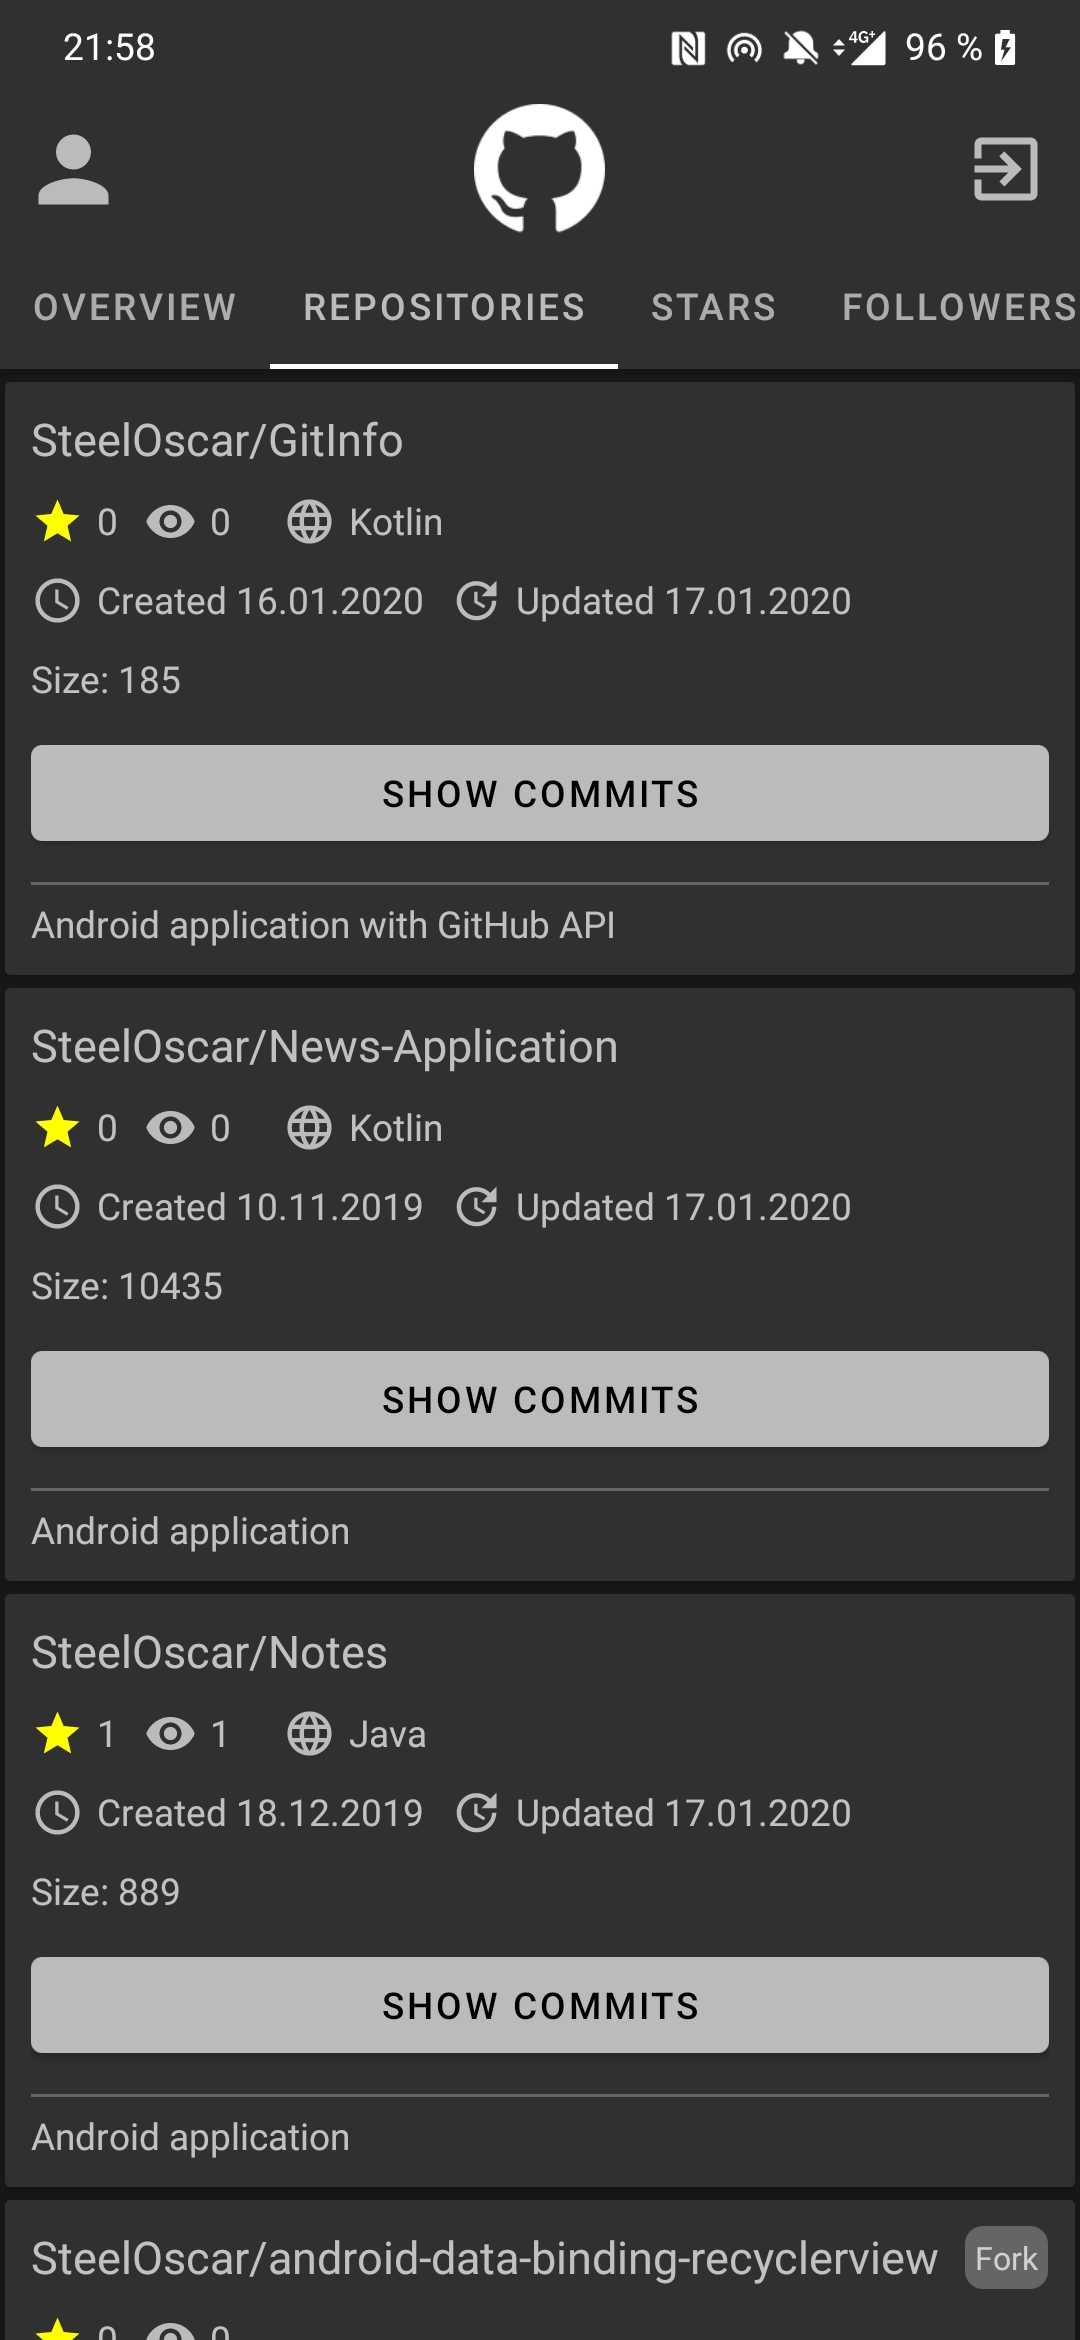 21:58 4G+ 96 %
OVERVIEW REPOSITORIES STARS FOLLOWERS
SteelOscar/GitInfo
0 0 Kotlin
Created 16.01.2020 Updated 17.01.2020
Size: 185
SHOW COMMITS
Android application with GitHub API
SteelOscar/News-Application
0 0 Kotlin
Created 10.11.2019 Updated 17.01.2020
Size: 10435
SHOW COMMITS
Android application
SteelOscar/Notes
1 1 Java
Created 18.12.2019 Updated 17.01.2020
Size: 889
SHOW COMMITS
Android application
SteelOscar/android-data-binding-recyclerview Fork
0 0